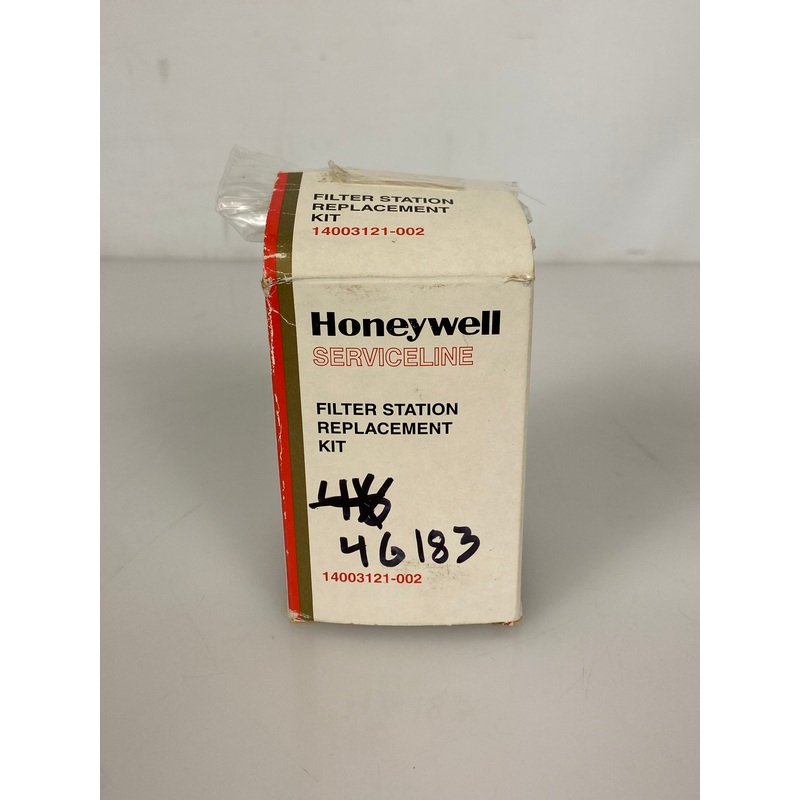 FILTER STATION
REPLACEMENT
KIT
14003121-002
Honeywell
SERVICELINE
FILTER STATION
REPLACEMENT
KIT
46183
14003121-002